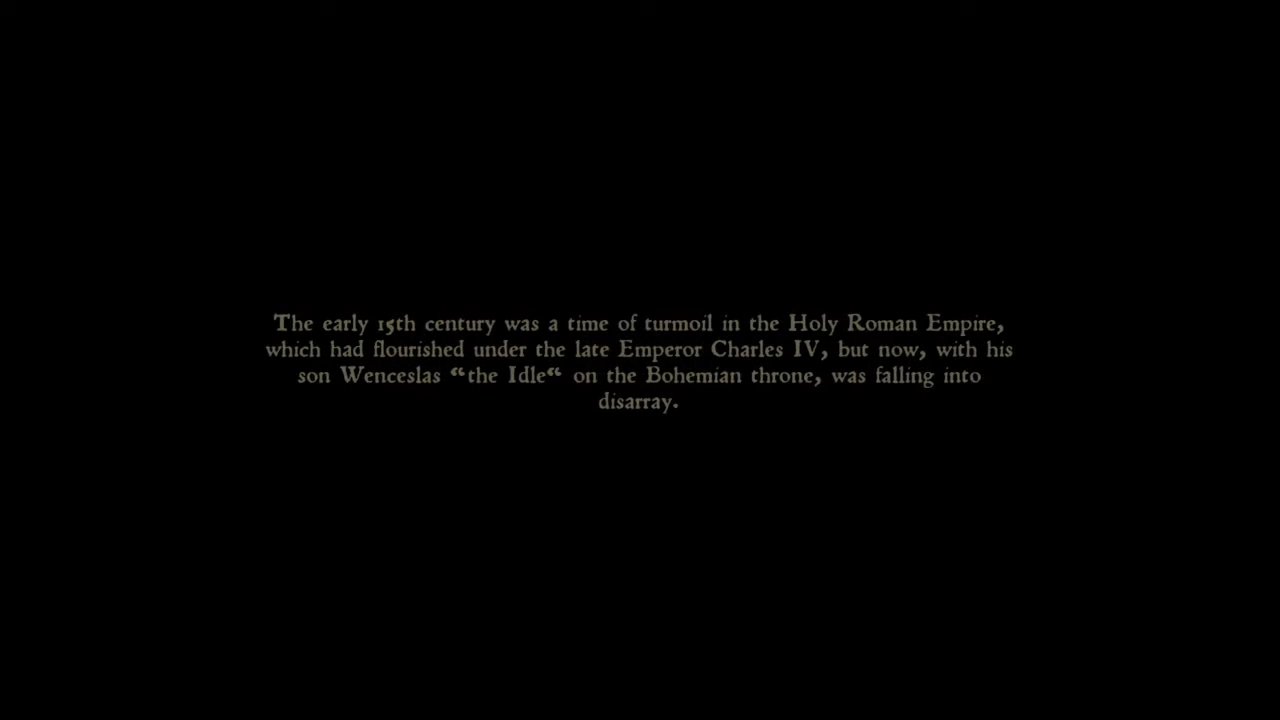 The early 15th century was a time of turmoil in the Holy Roman Empire,
which had flourished under the late Emperor Charles IV, but now, with his
son Wenceslas “the Idle“ on the Bohemian throne, was falling into
disarray.